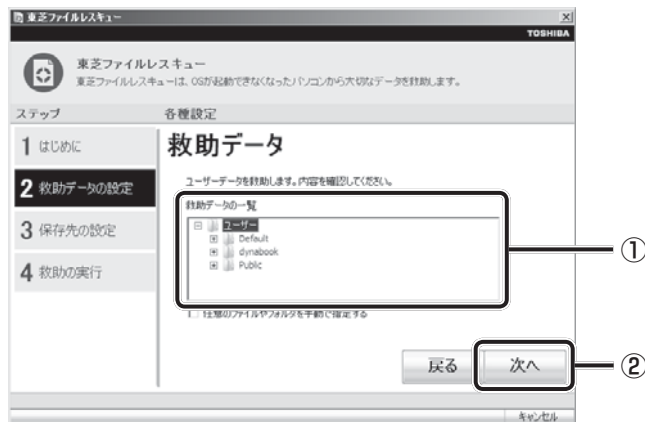 東芝ファイルレスキュー
TOSHIBA
東芝ファイルレスキュー
東芝ファイルレスキューは、OSが起動できなくなったパソコンから大切なデータを救助します。
ステップ
各種設定
1 はじめに
2 救助データの設定
3 保存先の設定
4 救助の実行
救助データ
ユーザーデータを救助します。内容を確認してください。
救助データの一覧
ユーザー
Default
dynabook
Public
任意のファイルやフォルダを手動で指定する
①
戻る
次へ
②
キャンセル